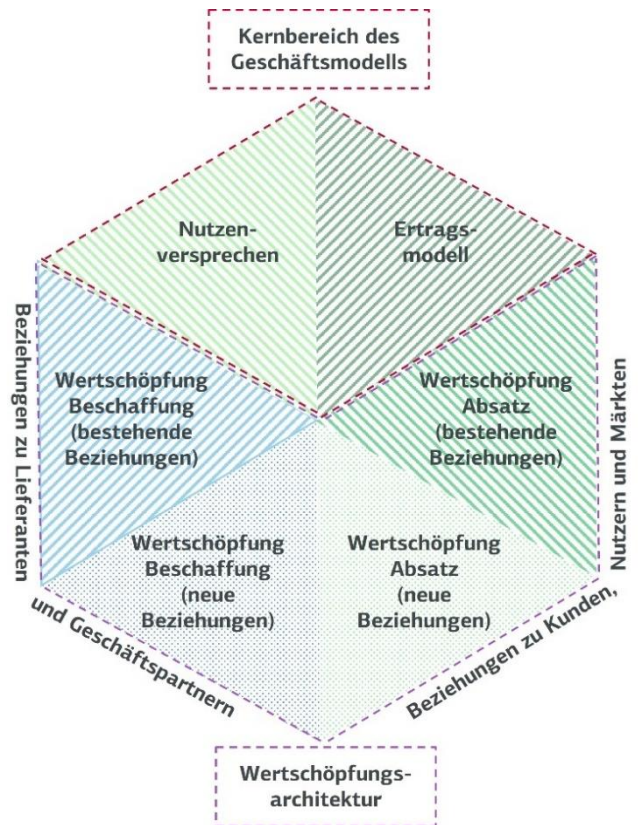 Kernbereich des
Geschäftsmodells
Nutzen-
versprechen
Ertrags-
modell
Beziehungen zu Lieferanten
und Geschäftspartnern
Wertschöpfung
Beschaffung
(bestehende
Beziehungen)
Wertschöpfung
Absatz
(bestehende
Beziehungen)
Wertschöpfung
Beschaffung
(neue
Beziehungen)
Wertschöpfung
Absatz
(neue
Beziehungen)
Beziehungen zu Kunden,
Nutzern und Märkten
Wertschöpfungs-
architektur